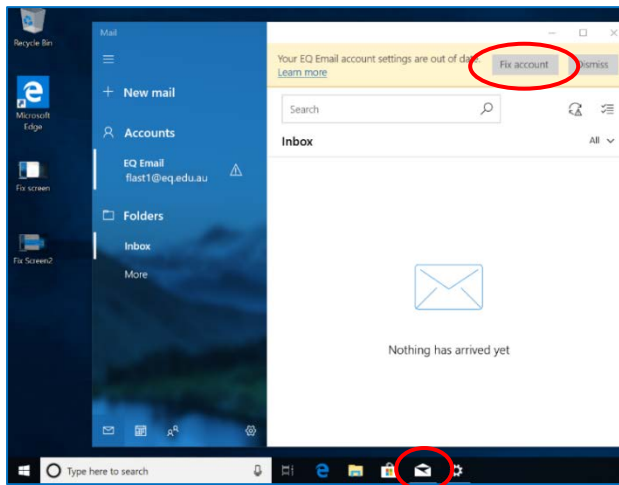 Recycle Bin
Microsoft
Edge
Fix screen
Fix Screen2
Mail
New mail
Accounts
EQ Email
flast1@eq.edu.au
Folders
Inbox
More
Your EQ Email account settings are out of date.
Learn more
Fix account
Dismiss
Search
Inbox
All
Nothing has arrived yet
Type here to search